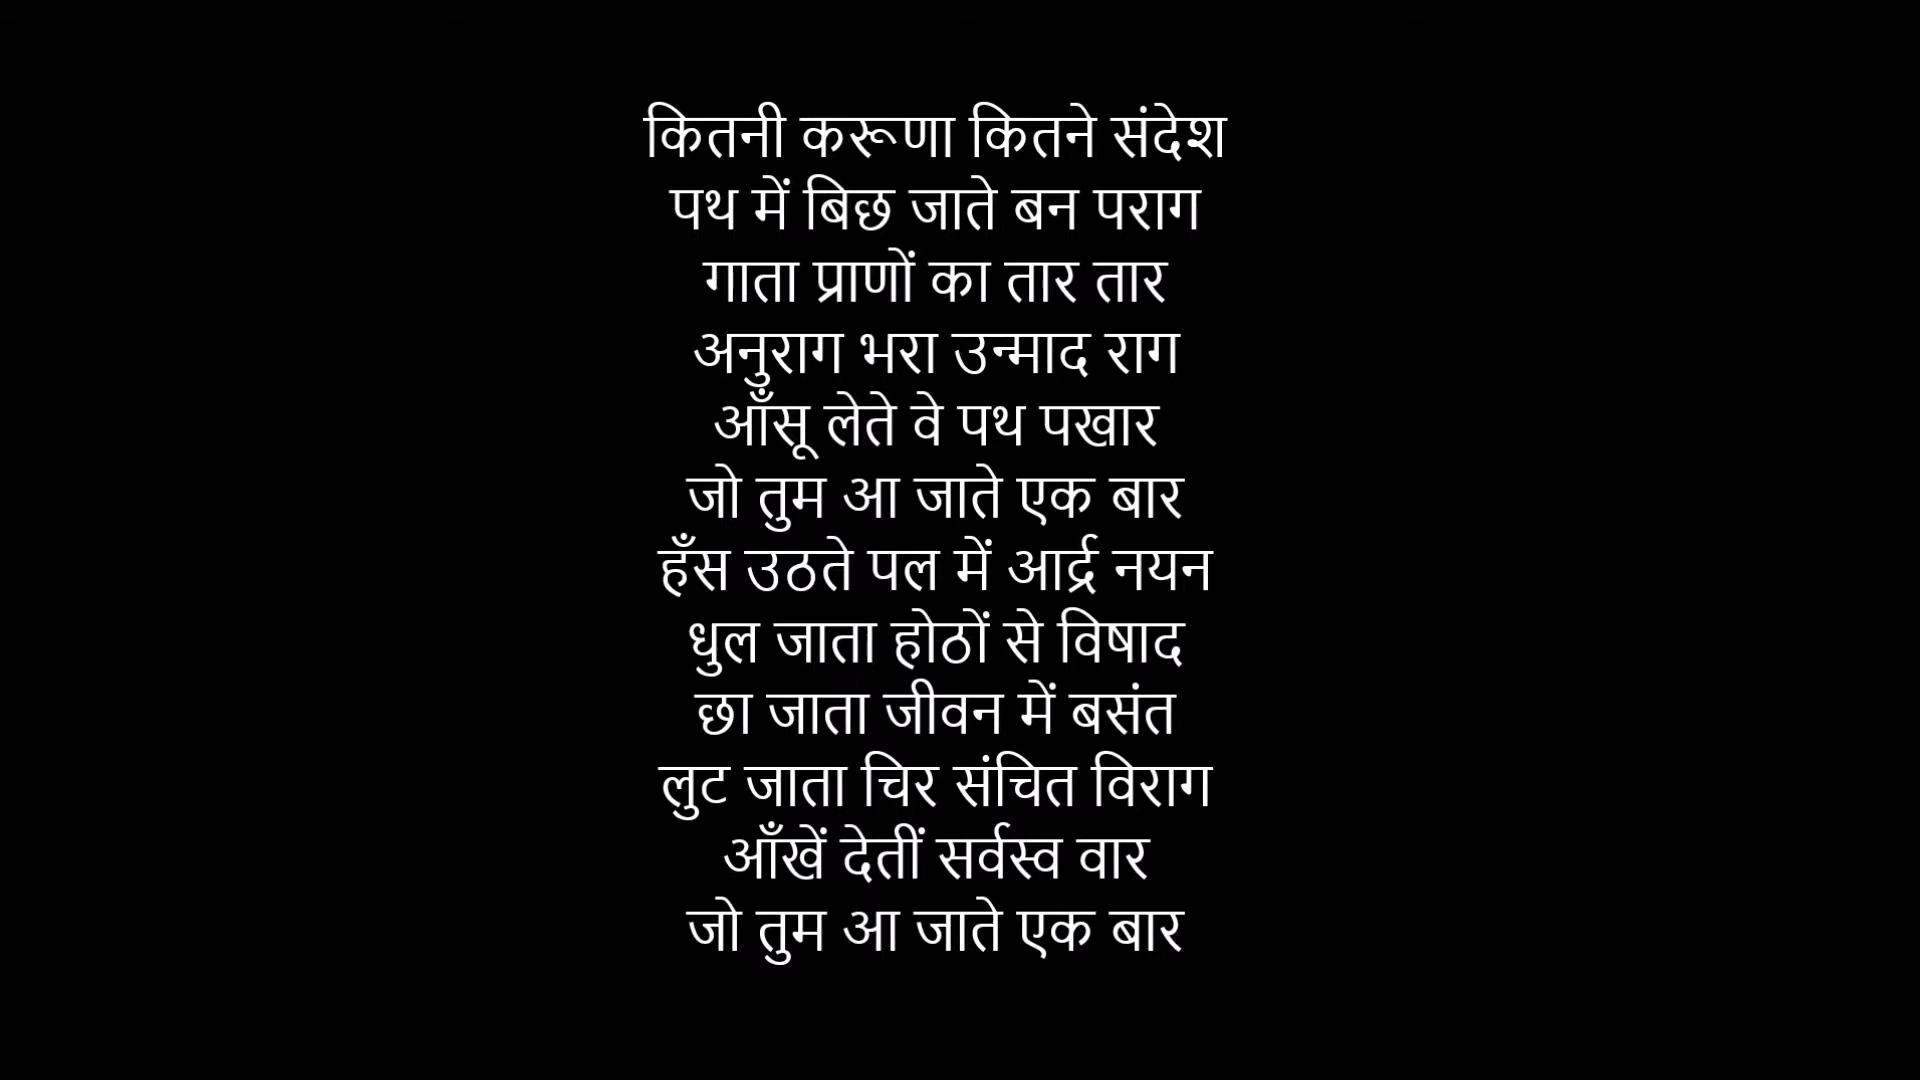 कितनी करूणा कितने संदेश
पथ में बिछ जाते बन पराग
गाता प्राणों का तार तार
अनुराग भरा उन्माद राग
आँसू लेते वे पथ पखार
जो तुम आ जाते एक बार
हँस उठते पल में आर्द्र नयन
धुल जाता होठों से विषाद
छा जाता जीवन में बसंत
लुट जाता चिर संचित विराग
आँखें देतीं सर्वस्व वार
जो तुम आ जाते एक बार